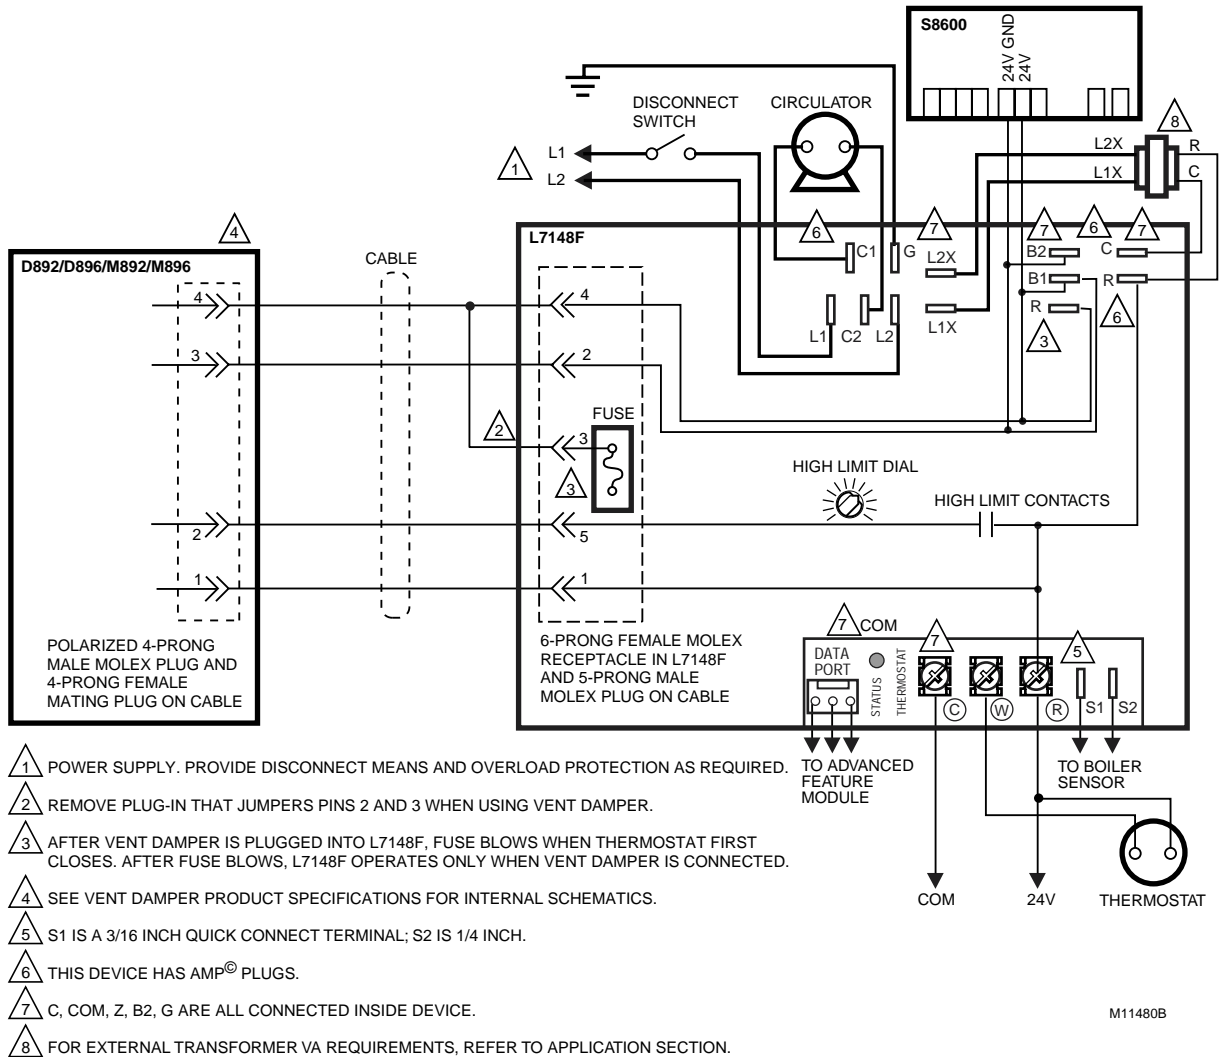 S8600
24V GND
24V
DISCONNECT
SWITCH
CIRCULATOR
8
L2X
R
L1X
C
1
L1
L2
4
L7148F
6
7
7
6
7
D892/D896/M892/M896
CABLE
C1
G
L2X
B2
C
B1
R
4
4
R
L1
C2
L2
L1X
3
6
3
2
FUSE
2
3
3
HIGH LIMIT DIAL
HIGH LIMIT CONTACTS
2
5
1
1
7
COM
7
5
POLARIZED 4-PRONG
MALE MOLEX PLUG AND
4-PRONG FEMALE
MATING PLUG ON CABLE
6-PRONG FEMALE MOLEX
RECEPTACLE IN L7148F
AND 5-PRONG MALE
MOLEX PLUG ON CABLE
DATA
PORT
STATUS
THERMOSTAT
C
W
R
S1
S2
TO ADVANCED
FEATURE
MODULE
TO BOILER
SENSOR
COM
24V
THERMOSTAT
1 POWER SUPPLY. PROVIDE DISCONNECT MEANS AND OVERLOAD PROTECTION AS REQUIRED.
2 REMOVE PLUG-IN THAT JUMPERS PINS 2 AND 3 WHEN USING VENT DAMPER.
3 AFTER VENT DAMPER IS PLUGGED INTO L7148F, FUSE BLOWS WHEN THERMOSTAT FIRST
CLOSES. AFTER FUSE BLOWS, L7148F OPERATES ONLY WHEN VENT DAMPER IS CONNECTED.
4 SEE VENT DAMPER PRODUCT SPECIFICATIONS FOR INTERNAL SCHEMATICS.
5 S1 IS A 3/16 INCH QUICK CONNECT TERMINAL; S2 IS 1/4 INCH.
6 THIS DEVICE HAS AMP© PLUGS.
7 C, COM, Z, B2, G ARE ALL CONNECTED INSIDE DEVICE.
8 FOR EXTERNAL TRANSFORMER VA REQUIREMENTS, REFER TO APPLICATION SECTION.
M11480B